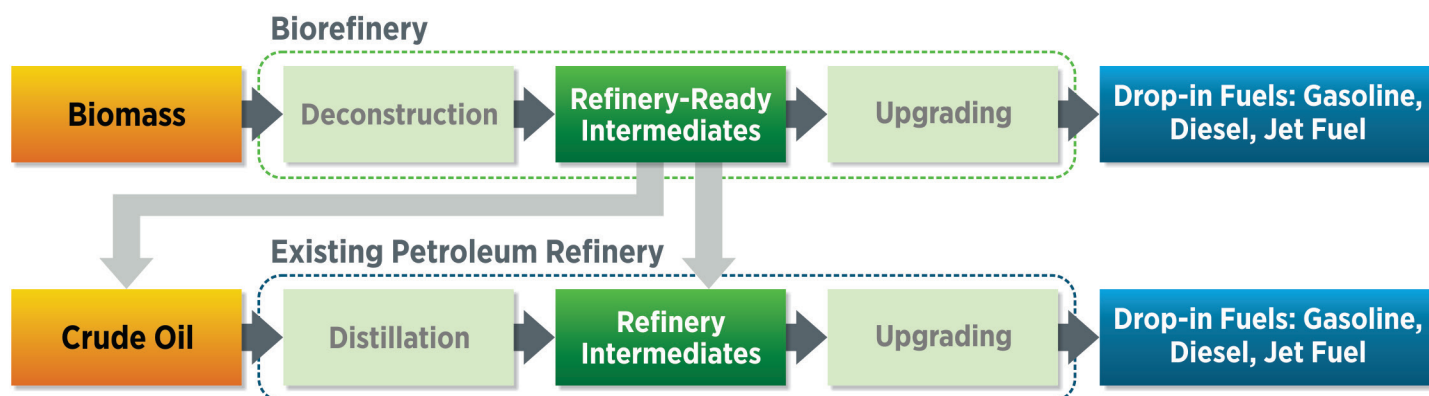 Biorefinery
Biomass
Deconstruction
Refinery-Ready
Intermediates
Upgrading
Drop-in Fuels: Gasoline,
Diesel, Jet Fuel
Existing Petroleum Refinery
Crude Oil
Distillation
Refinery
Intermediates
Upgrading
Drop-in Fuels: Gasoline,
Diesel, Jet Fuel